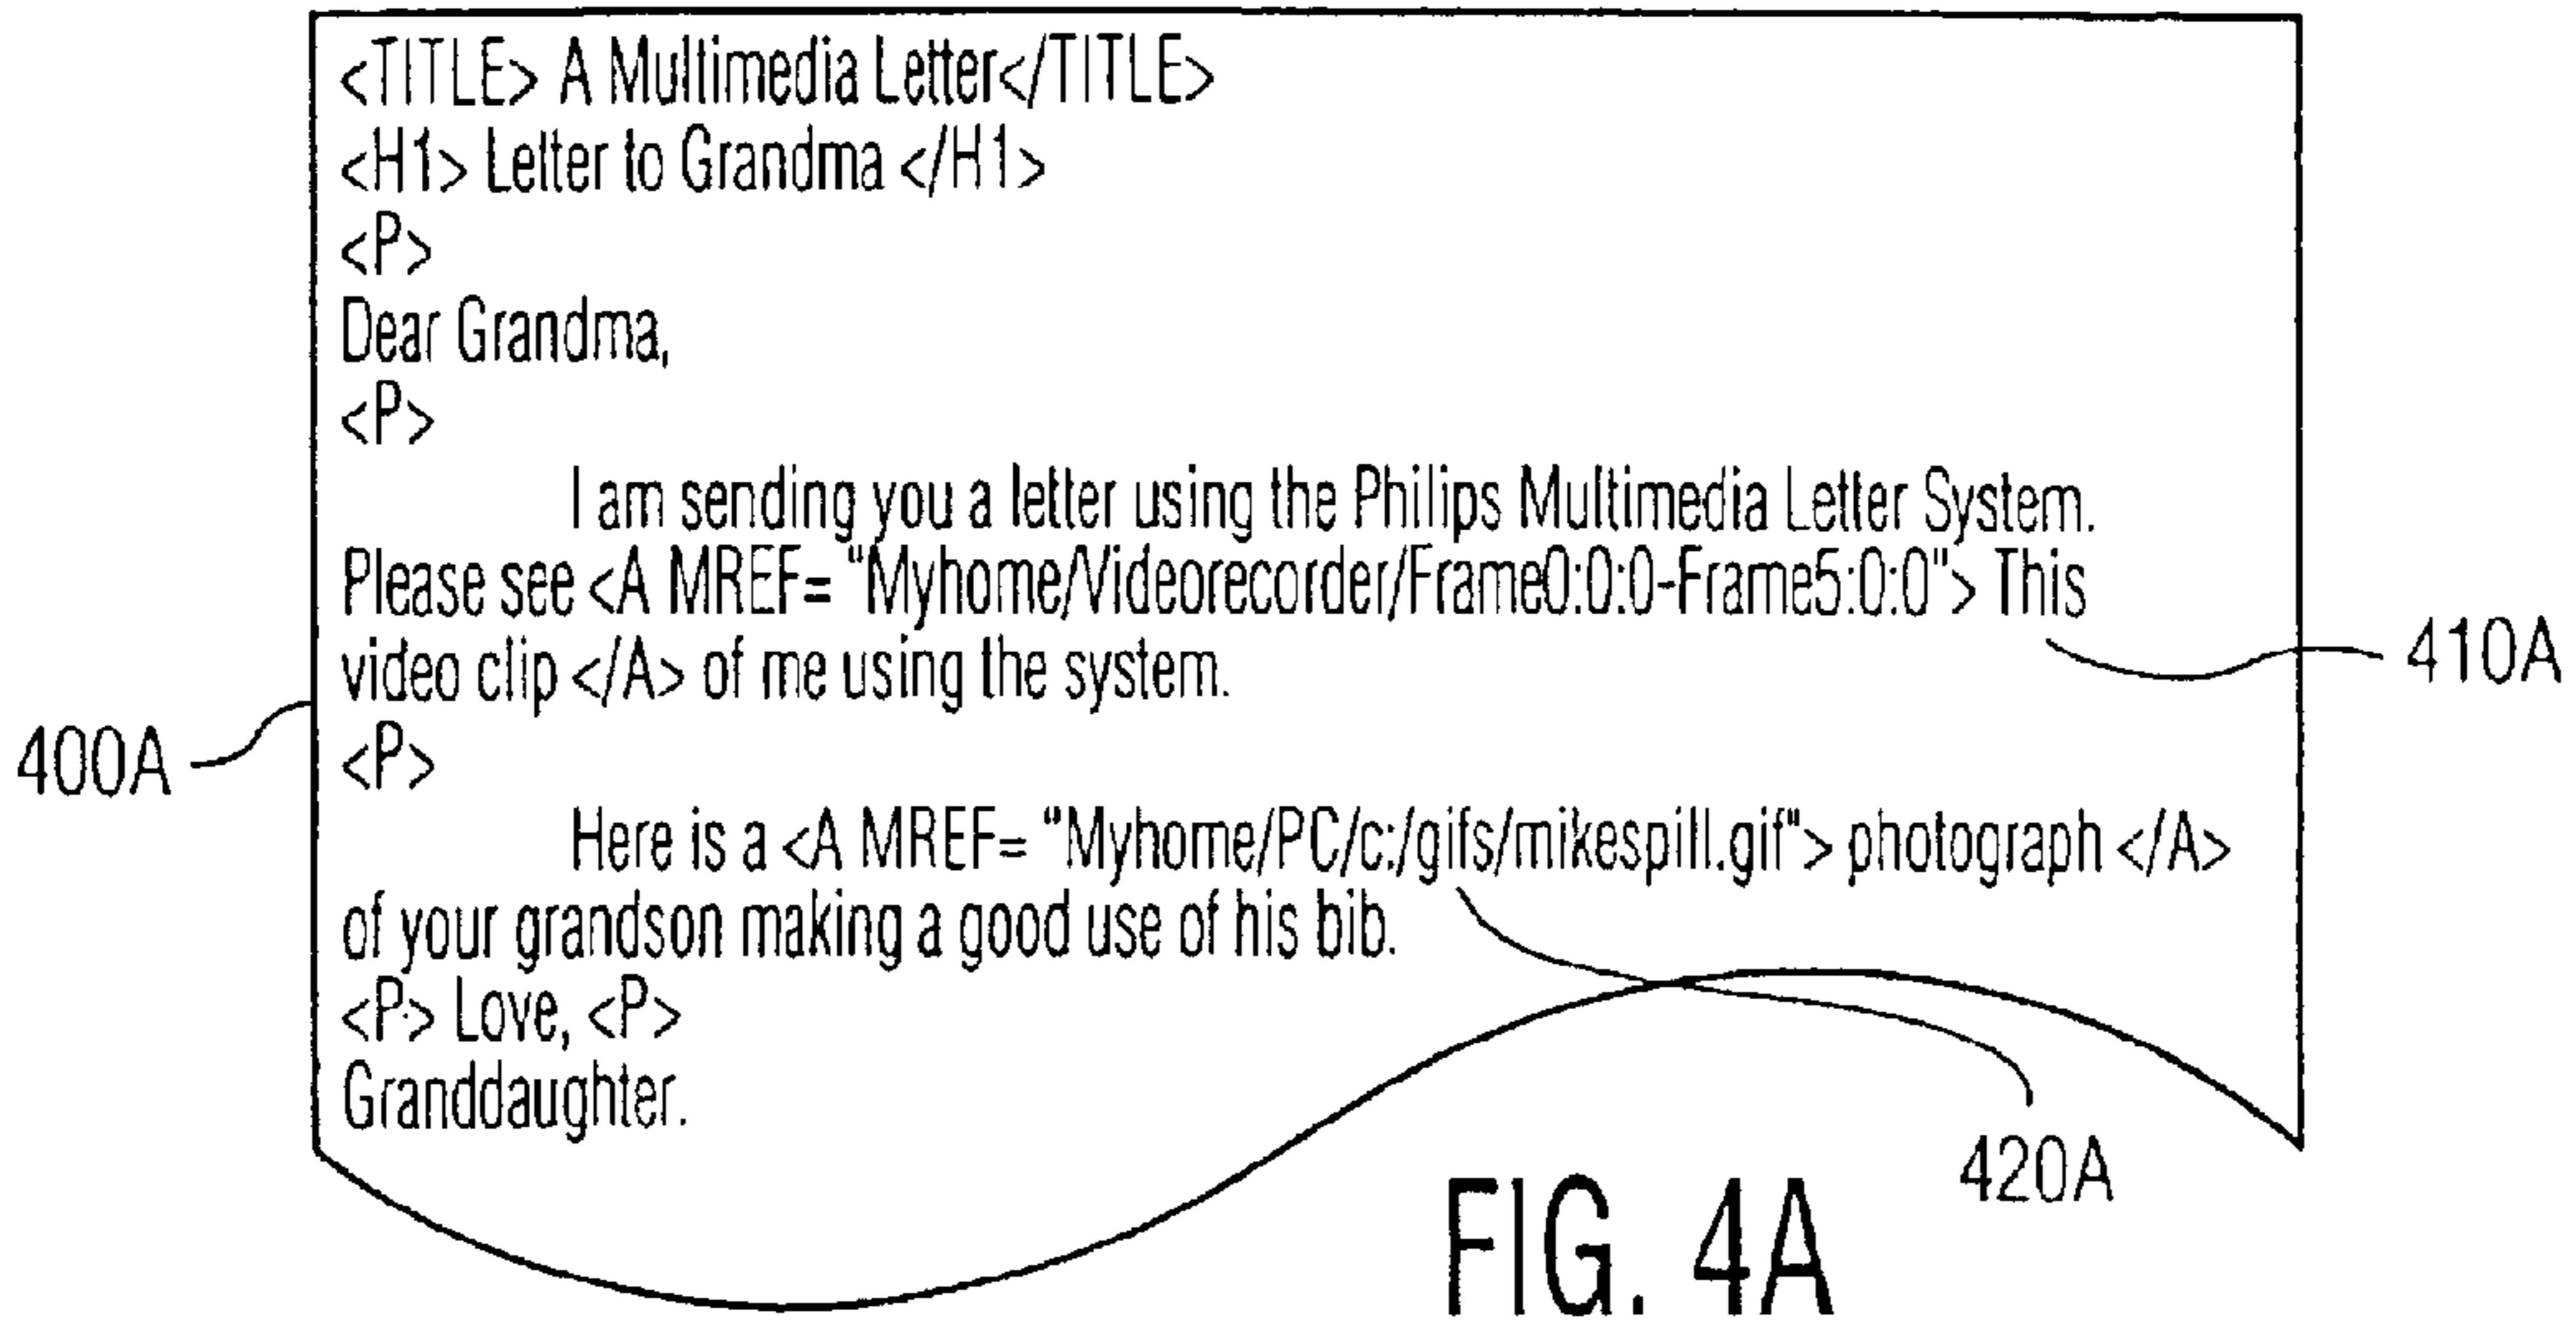 <TITLE> A Multimedia Letter</TITLE>
<H1> Letter to Grandma </H1>
<P>
Dear Grandma,
<P>
I am sending you a letter using the Philips Multimedia Letter System.
Please see <A MREF= "Myhome/Videorecorder/Frame0:0:0-Frame5:0:0"> This
video clip </A> of me using the system.
<P>
Here is a <A MREF= "Myhome/PC/c:/gifs/mikespill.gif"> photograph </A>
of your grandson making a good use of his bib.
<P> Love, <P>
Granddaughter.
400A
410A
420A
FIG. 4A